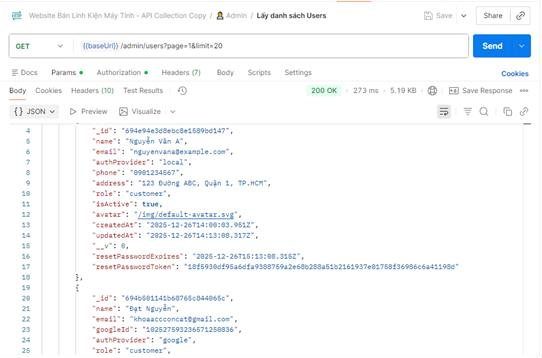 Website Bán Linh Kiện Máy Tính - API Collection Copy / Admin / Lấy danh sách Users
Save
Share
GET {{baseUrl}} /admin/users?page=1&limit=20
Send
Docs Params Authorization Headers (7) Body Scripts Settings
Cookies
Body Cookies Headers (10) Test Results
200 OK 273 ms 5.19 KB Save Response
{} JSON Preview Visualize
4 "_id": "694e94e3d8ebc8e1589bd147",
5 "name": "Nguyễn Văn A",
6 "email": "nguyenvana@example.com",
7 "authProvider": "local",
8 "phone": "0901234567",
9 "address": "123 Đường ABC, Quận 1, TP.HCM",
10 "role": "customer",
11 "isActive": true,
12 "avatar": "/img/default-avatar.svg",
13 "createdAt": "2025-12-26T14:00:03.951Z",
14 "updatedAt": "2025-12-26T14:13:08.317Z",
15 "__v": 0,
16 "resetPasswordExpires": "2025-12-26T15:13:08.315Z",
17 "resetPasswordToken":
18 },
19 {
20 "_id": "694b501141b60765c844065c",
21 "name": "Đạt Nguyễn",
22 "email": "khoaaccconcat@gmail.com",
23 "googleId": "102527593236571250836",
24 "authProvider": "google",
25 "role": "customer",